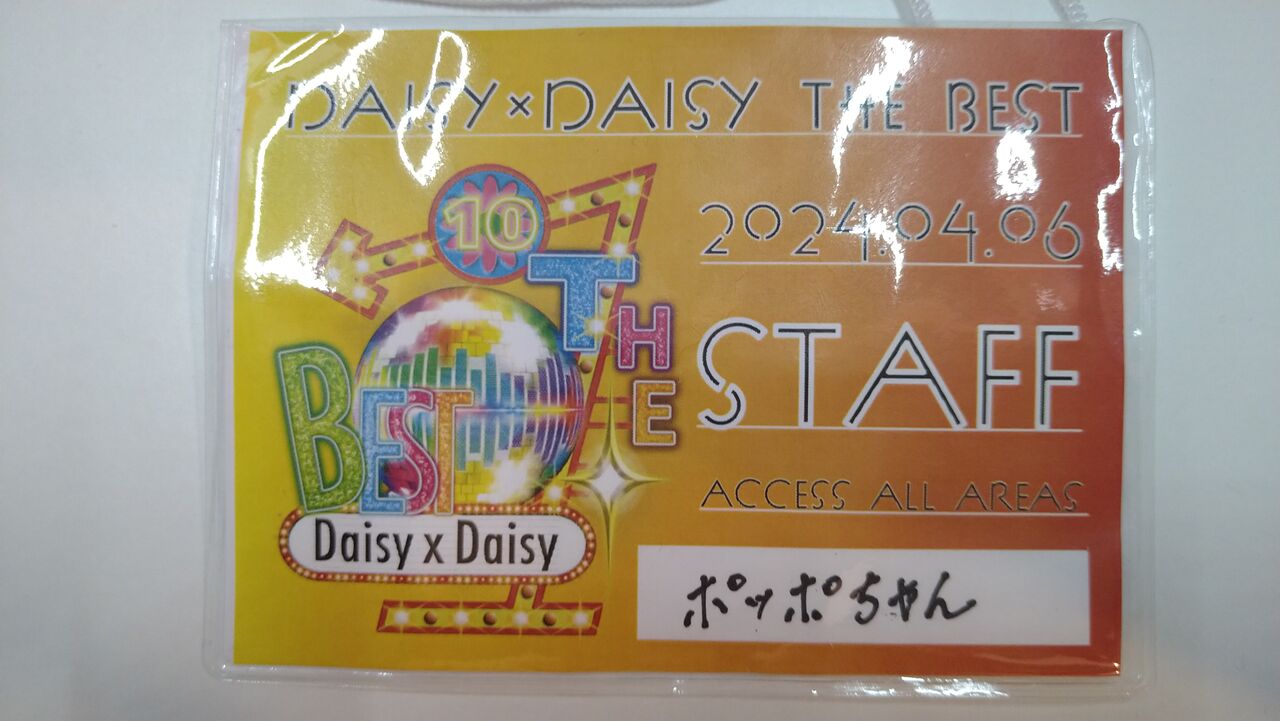 DAISY×DAISY THE BEST
2024.04.06
STAFF
ACCESS ALL AREAS
ポッポちゃん
10
THE
BEST
Daisy x Daisy